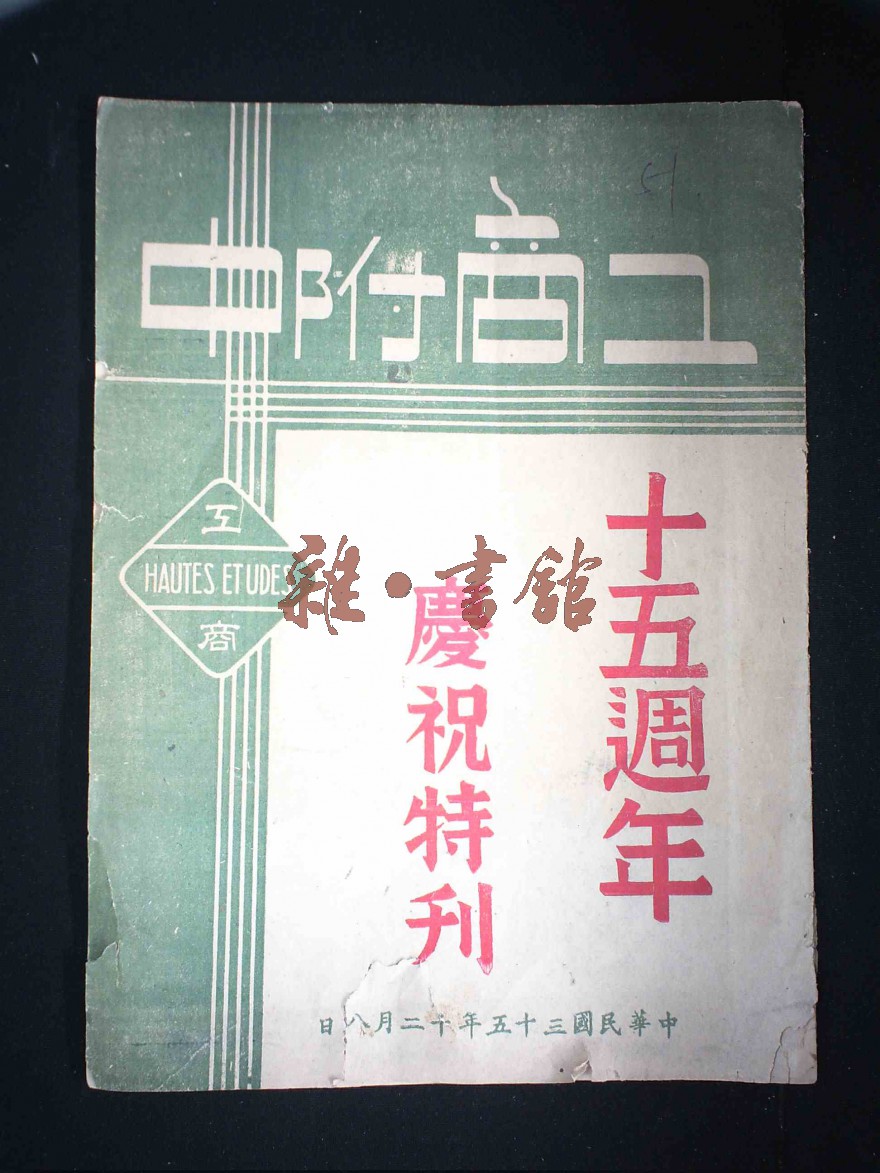 工商附中
十五週年
慶祝特刊
工
HAUTES ETUDES
商
中華民國三十五年十二月八日
雜·書館
51